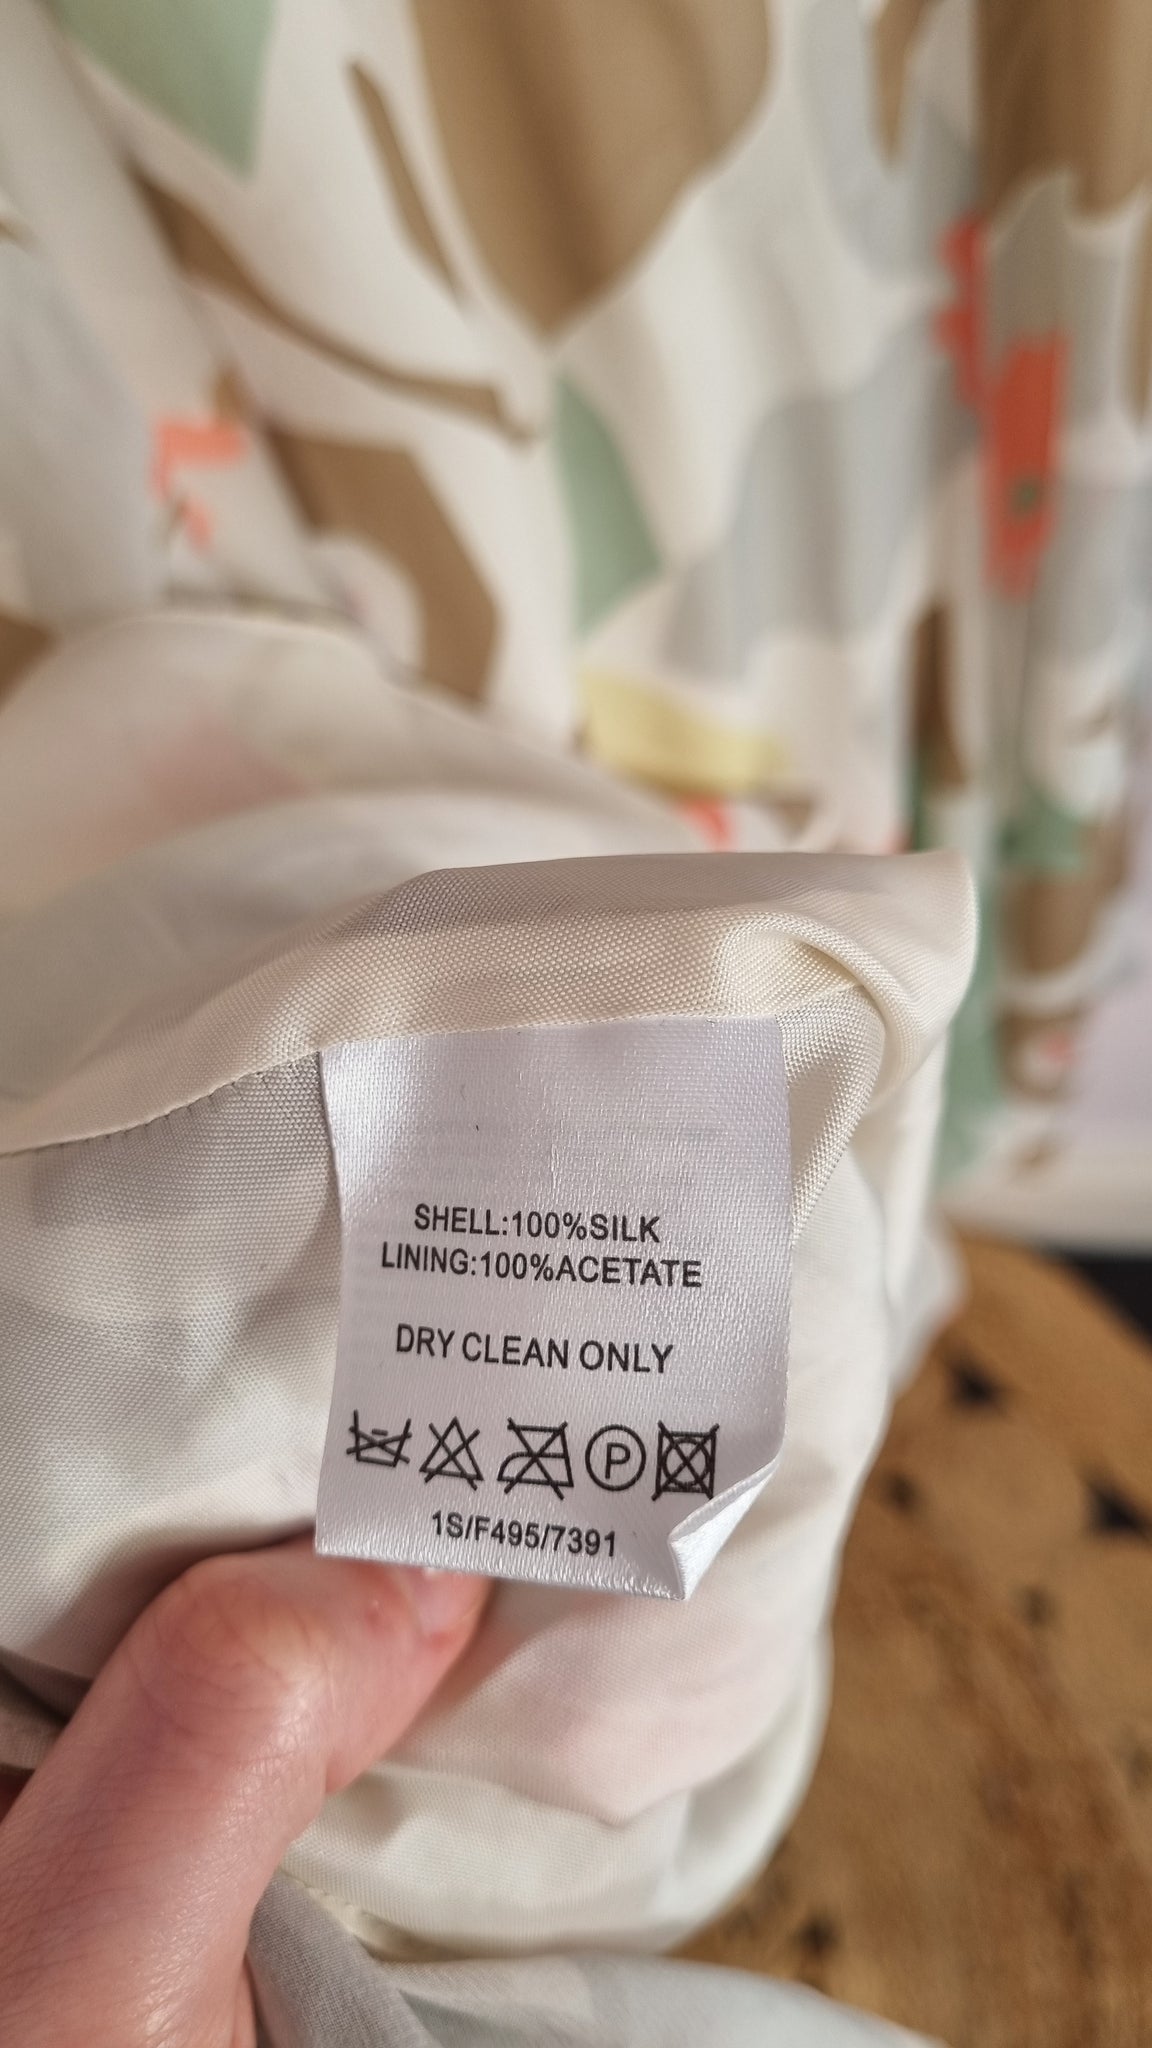 SHELL:100%SILK
LINING:100%ACETATE
DRY CLEAN ONLY
P
1S/F495/7391